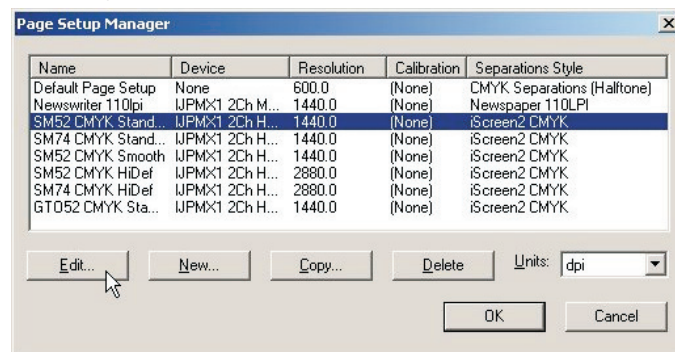 Page Setup Manager
Name Device Resolution Calibration Separations Style
Default Page Setup None 600.0 (None) CMYK Separations (Halftone)
Newswriter 110lpi IJPMX1 2Ch M... 1440.0 (None) Newspaper 110LPI
SM52 CMYK Stand... IJPMX1 2Ch H... 1440.0 (None) iScreen2 CMYK
SM74 CMYK Stand... IJPMX1 2Ch H... 1440.0 (None) iScreen2 CMYK
SM52 CMYK Smooth IJPMX1 2Ch H... 1440.0 (None) iScreen2 CMYK
SM52 CMYK HiDef IJPMX1 2Ch H... 2880.0 (None) iScreen2 CMYK
SM74 CMYK HiDef IJPMX1 2Ch H... 2880.0 (None) iScreen2 CMYK
GTO52 CMYK Sta... IJPMX1 2Ch H... 1440.0 (None) iScreen2 CMYK
Edit... New... Copy... Delete Units: dpi
OK Cancel